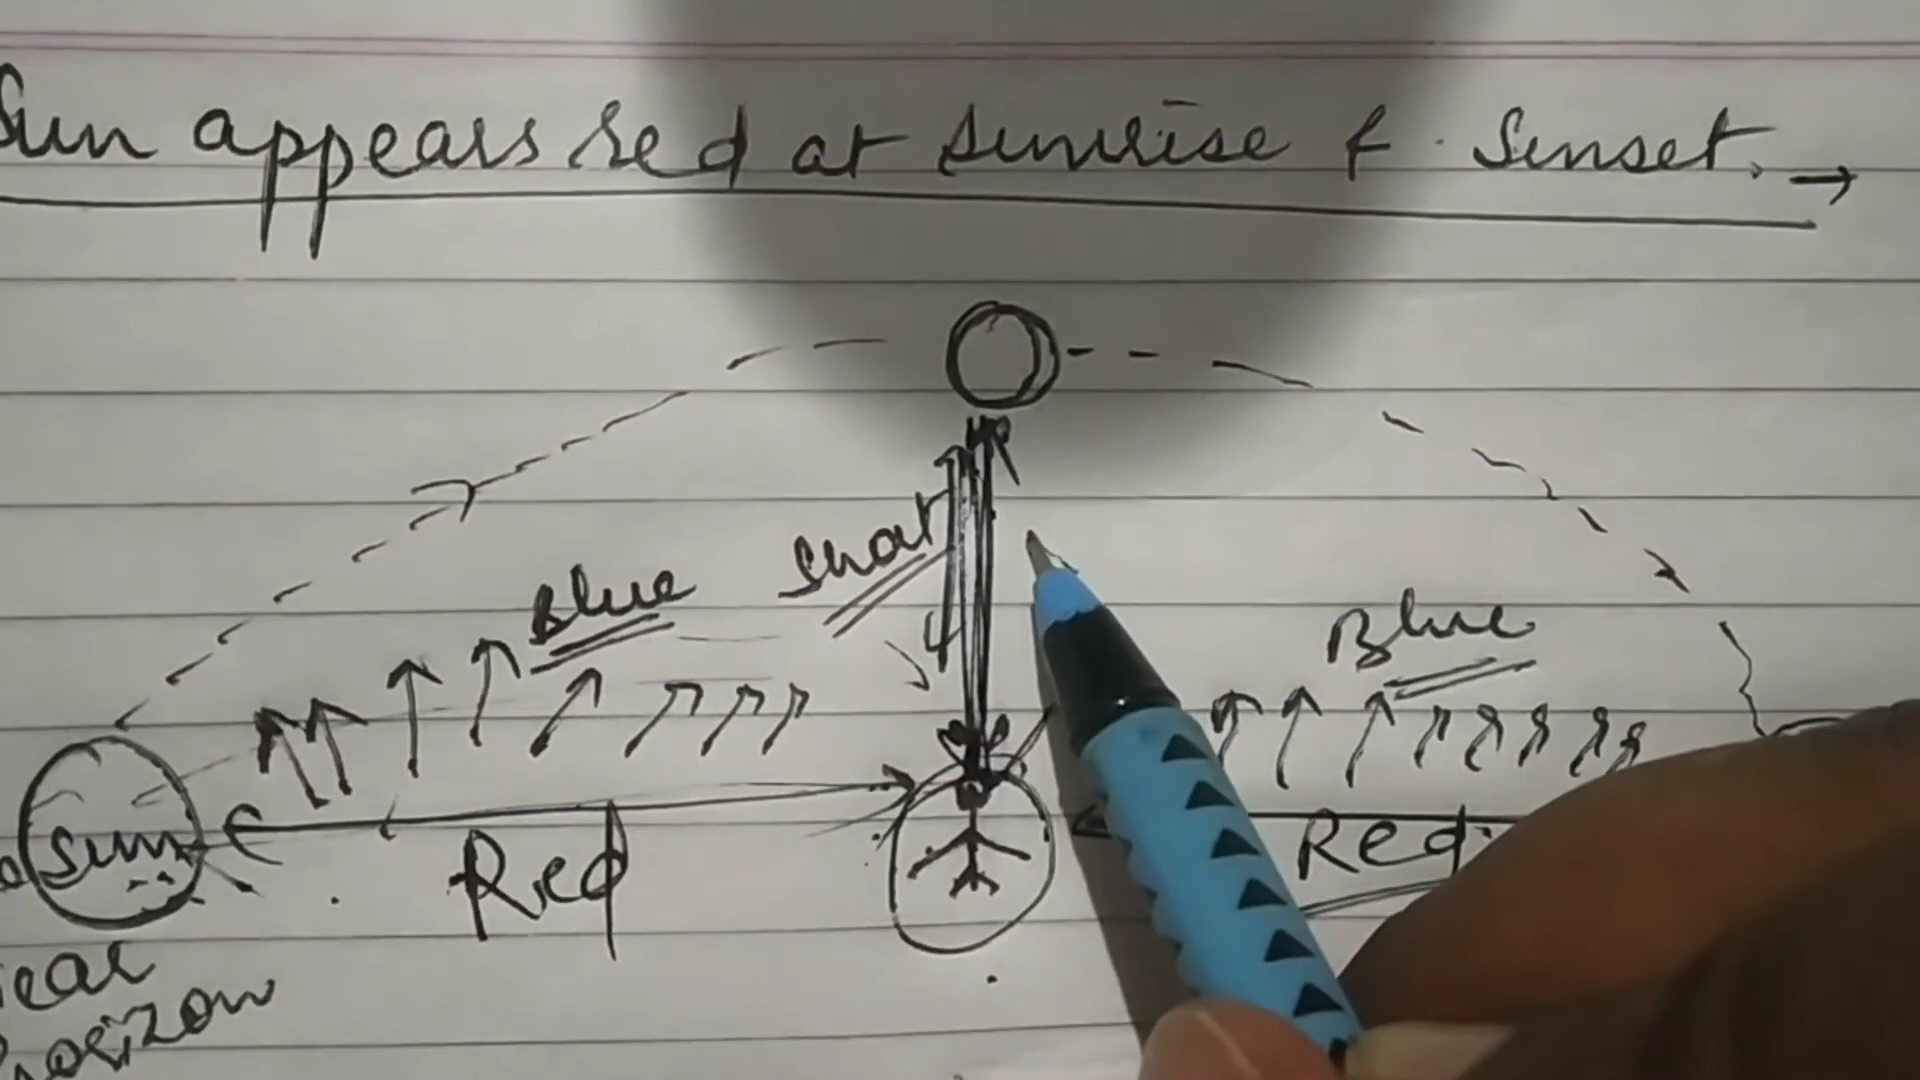 Sun appears red at sunrise & Sunset. →
Blue
Short
Blue
Sun
Red
Red
near
horizon